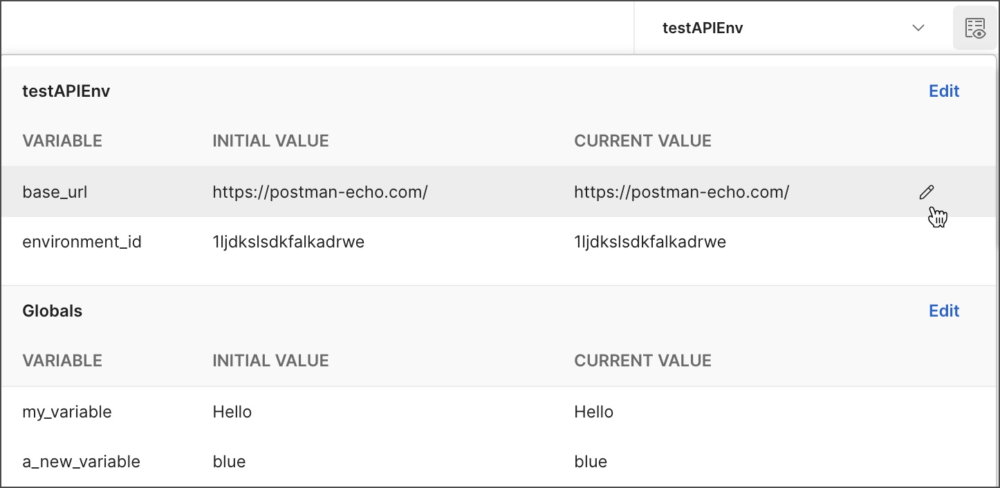 testAPIEnv
testAPIEnv Edit
VARIABLE INITIAL VALUE CURRENT VALUE
base_url https://postman-echo.com/ https://postman-echo.com/
environment_id 1ljdkslsdkfalkadrwe 1ljdkslsdkfalkadrwe
Globals Edit
VARIABLE INITIAL VALUE CURRENT VALUE
my_variable Hello Hello
a_new_variable blue blue